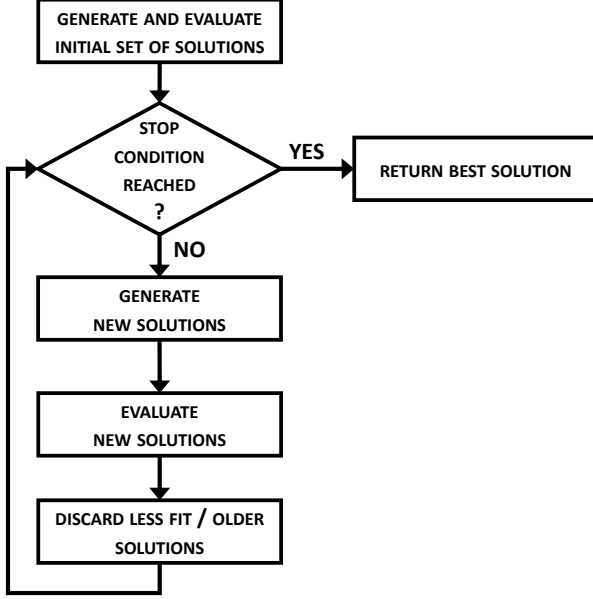 GENERATE AND EVALUATE
INITIAL SET OF SOLUTIONS
STOP
CONDITION
REACHED
?
YES
RETURN BEST SOLUTION
NO
GENERATE
NEW SOLUTIONS
EVALUATE
NEW SOLUTIONS
DISCARD LESS FIT / OLDER
SOLUTIONS